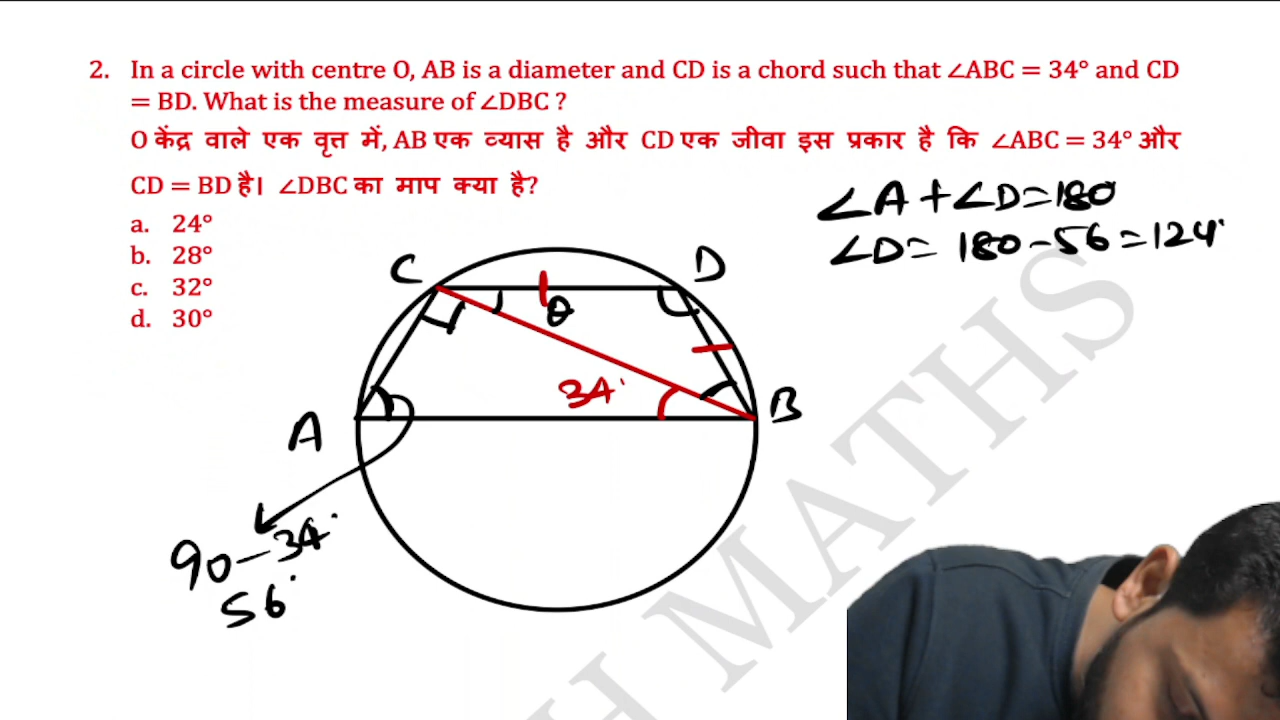 2. In a circle with centre O, AB is a diameter and CD is a chord such that ∠ABC = 34° and CD
= BD. What is the measure of ∠DBC ?
O केंद्र वाले एक वृत्त में, AB एक व्यास है और CD एक जीवा इस प्रकार है कि ∠ABC = 34° और
CD = BD है। ∠DBC का माप क्या है?
a. 24°
b. 28°
c. 32°
d. 30°
∠A + ∠D = 180
∠D = 180 - 56 = 124°
C
D
θ
34°
B
A
90 - 34°
56°
H MATHS